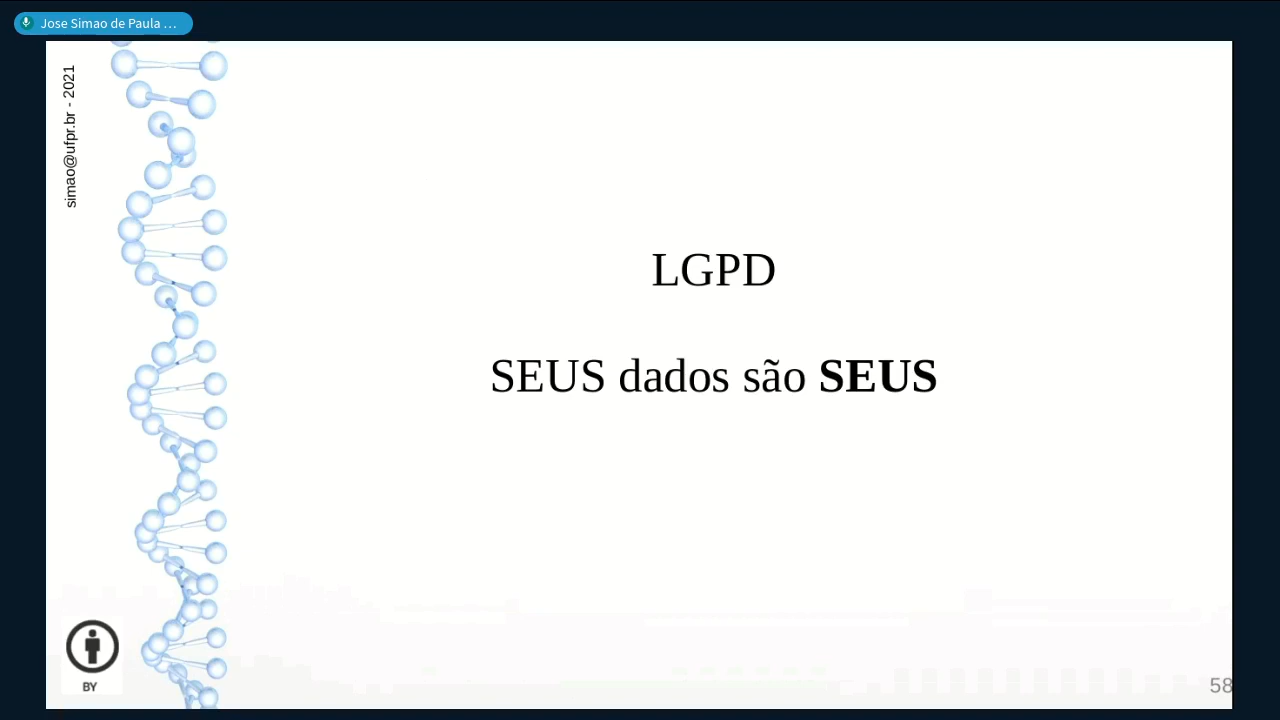 Jose Simao de Paula ...
simao@ufpr.br - 2021
LGPD
SEUS dados são SEUS
BY
58